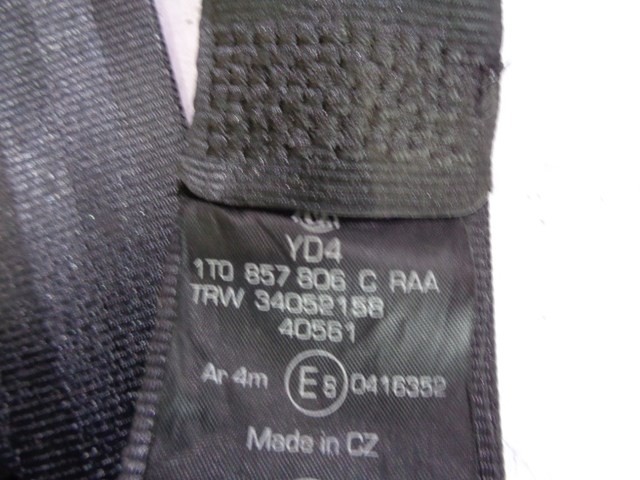 YD4
1T0 857 806 C RAA
TRW 34052158
40561
Ar 4m E8 0416352
Made in CZ